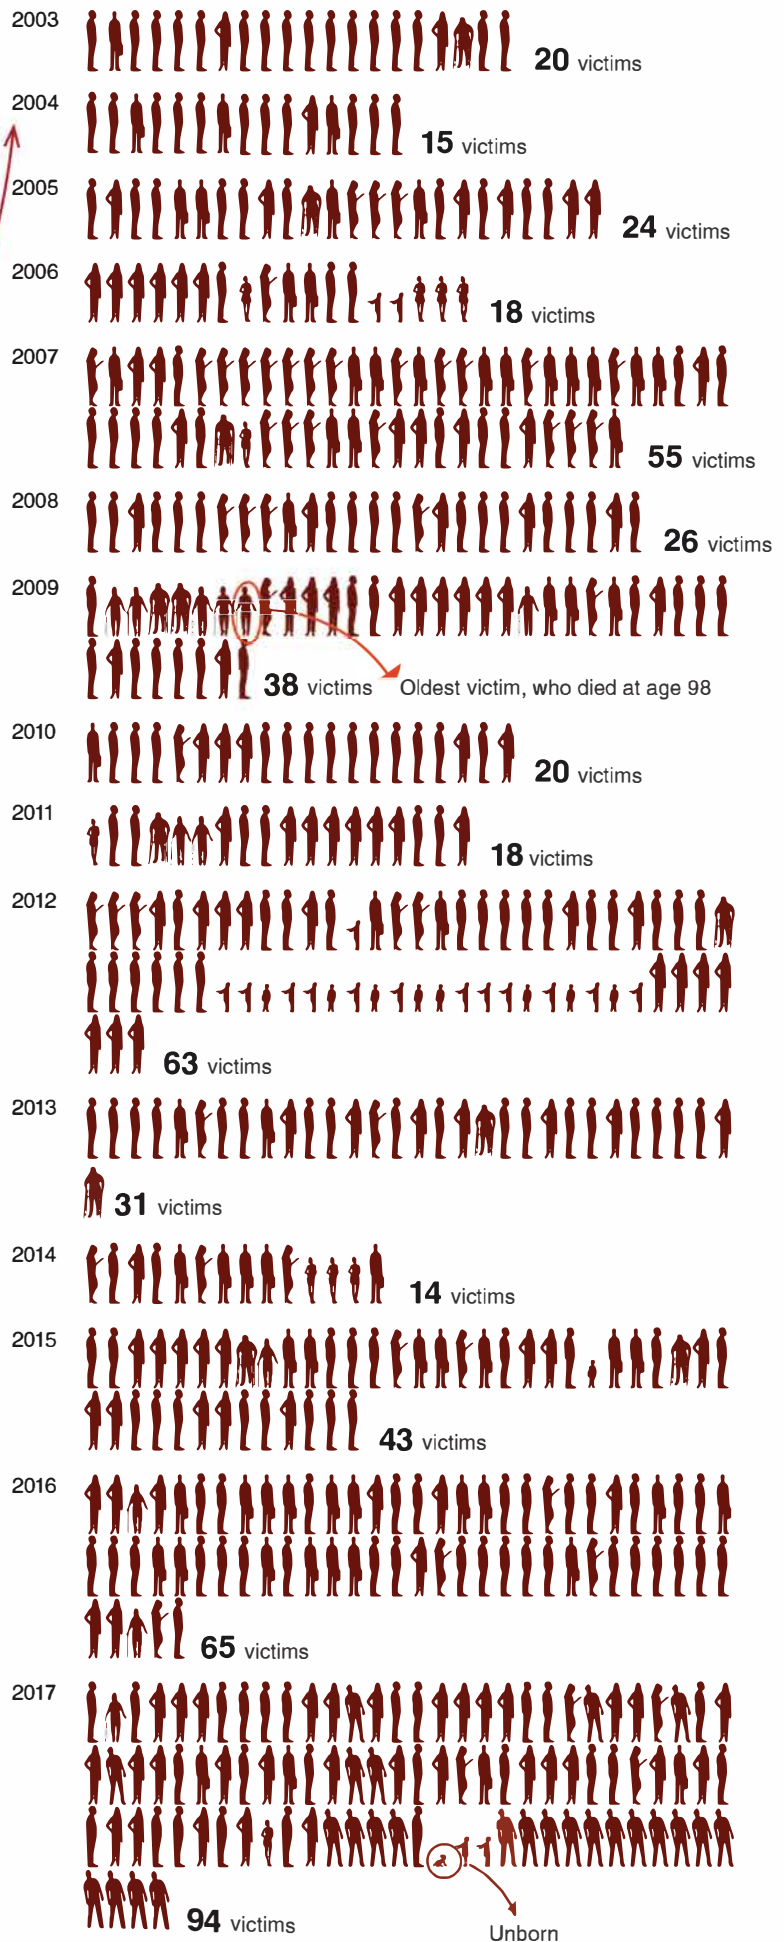 2003
20 victims
2004
15 victims
2005
24 victims
2006
18 victims
2007
55 victims
2008
26 victims
2009
38 victims
Oldest victim, who died at age 98
2010
20 victims
2011
18 victims
2012
63 victims
2013
31 victims
2014
14 victims
2015
43 victims
2016
65 victims
2017
94 victims
Unborn